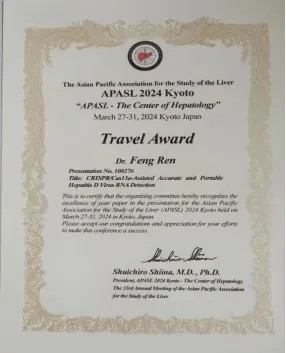 The Asian Pacific Association for the Study of the Liver
APASL 2024 Kyoto
"APASL - The Center of Hepatology"
March 27-31, 2024 Kyoto Japan
Travel Award
Dr. Feng Ren
Presentation No. 100276
Title: CRISPR/Cas13a-Assisted Accurate and Portable
Hepatitis D Virus RNA Detection
This is to certify that the organizing committee hereby recognizes the
excellence of your paper in the presentation for the Asian Pacific
Association for the Study of the Liver (APASL) 2024 Kyoto held on
March 27-31, 2024 in Kyoto, Japan.
Please accept our congratulations and appreciation for your efforts
to make this conference a success.
Shuichiro Shiina
Shuichiro Shiina, M.D., Ph.D.
President, APASL 2024 Kyoto - The Center of Hepatology
The 33rd Annual Meeting of the Asian Pacific Association
for the Study of the Liver